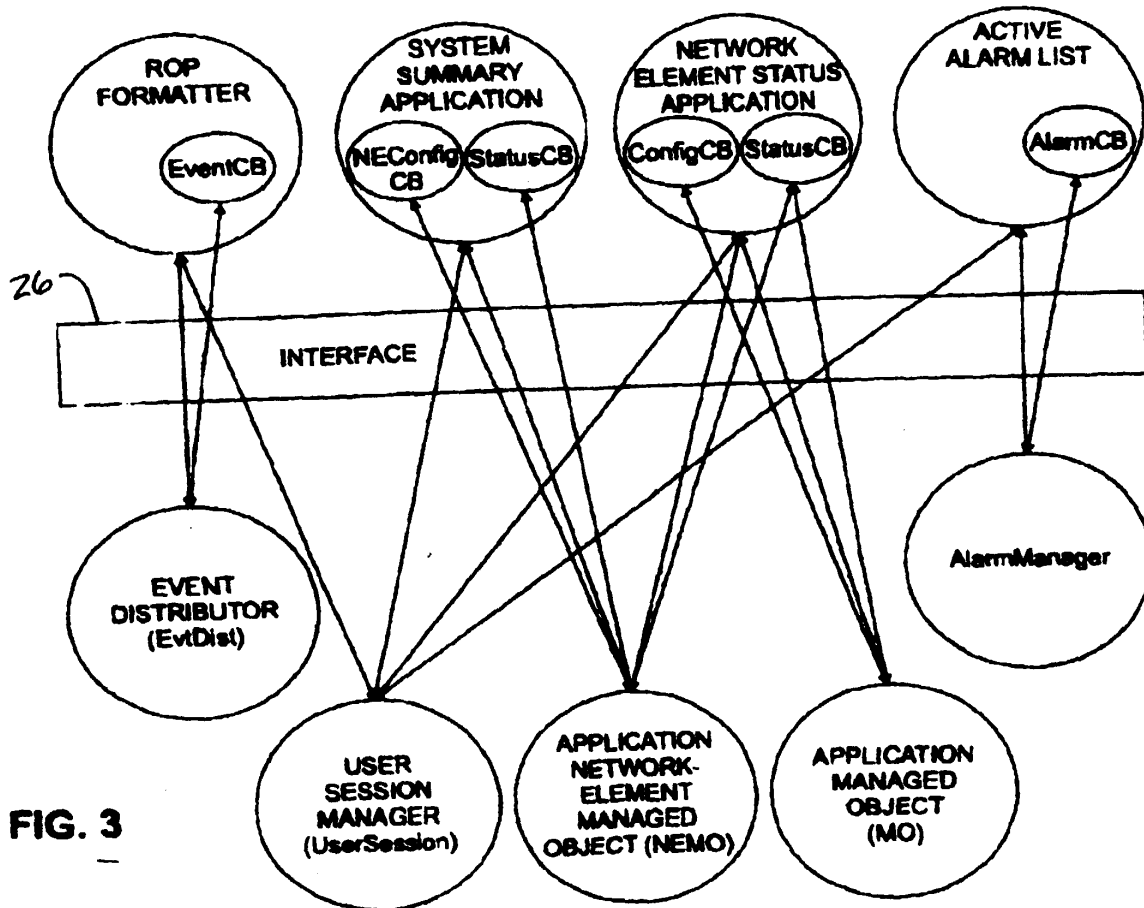 ROP
FORMATTER
EventCB
SYSTEM
SUMMARY
APPLICATION
NEConfig
CB
StatusCB
NETWORK
ELEMENT STATUS
APPLICATION
ConfigCB
StatusCB
ACTIVE
ALARM LIST
AlarmCB
26
INTERFACE
EVENT
DISTRIBUTOR
(EvtDist)
AlarmManager
USER
SESSION
MANAGER
(UserSession)
APPLICATION
NETWORK-
ELEMENT
MANAGED
OBJECT (NEMO)
APPLICATION
MANAGED
OBJECT
(MO)
FIG. 3